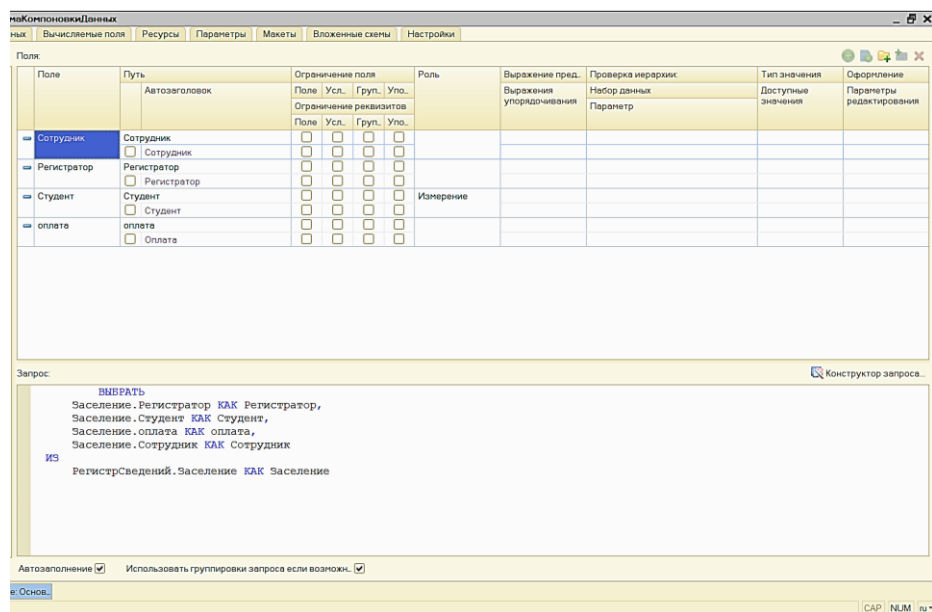 маКомпоновкиДанных
ных Вычисляемые поля Ресурсы Параметры Макеты Вложенные схемы Настройки
Поля:
Поле Путь Ограничение поля Роль Выражение пред.. Проверка иерархии: Тип значения Оформление
Автозаголовок Поле Усл.. Груп.. Упо.. Выражения упорядочивания Набор данных Доступные значения Параметры редактирования
Ограничение реквизитов Параметр
Поле Усл.. Груп.. Упо..
Сотрудник Сотрудник
Сотрудник
Регистратор Регистратор
Регистратор
Студент Студент Измерение
Студент
оплата оплата
Оплата
Запрос: Конструктор запроса...
ВЫБРАТЬ
Заселение.Регистратор КАК Регистратор,
Заселение.Студент КАК Студент,
Заселение.оплата КАК оплата,
Заселение.Сотрудник КАК Сотрудник
ИЗ
РегистрСведений.Заселение КАК Заселение
Автозаполнение Использовать группировки запроса если возможн..
е: Основ..
CAP NUM ru